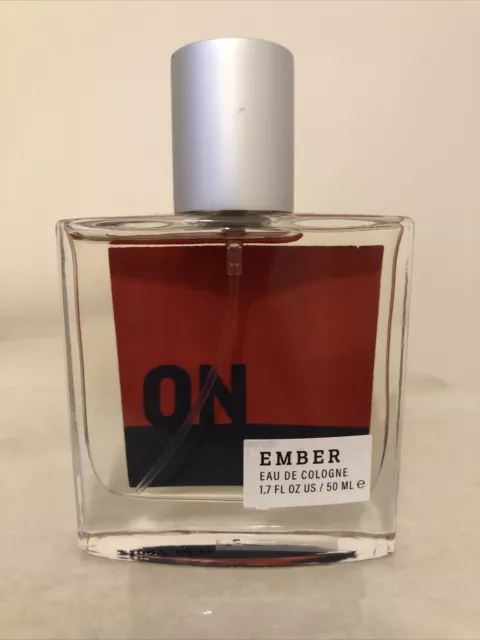 ON
EMBER
EAU DE COLOGNE
1.7 FL OZ US / 50 ML ℮